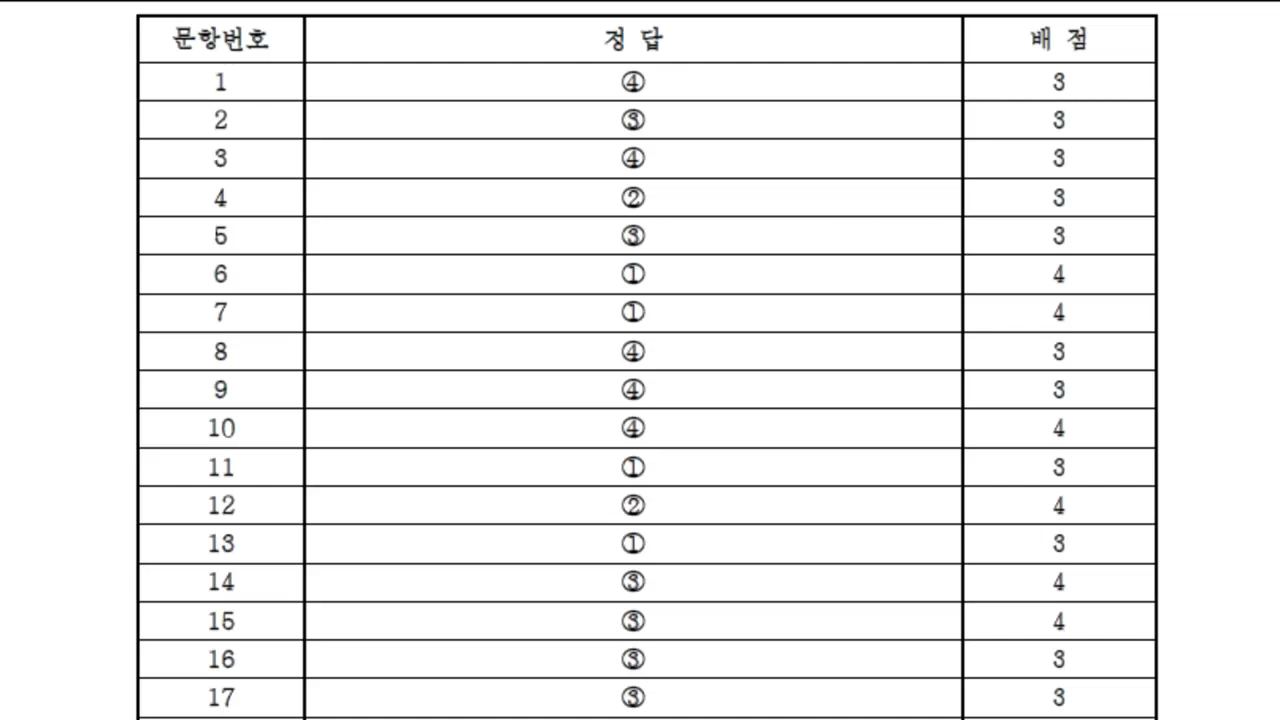 문항번호 정 답 배 점
1 ④ 3
2 ③ 3
3 ④ 3
4 ② 3
5 ③ 3
6 ① 4
7 ① 4
8 ④ 3
9 ④ 3
10 ④ 4
11 ① 3
12 ② 4
13 ① 3
14 ③ 4
15 ③ 4
16 ③ 3
17 ③ 3